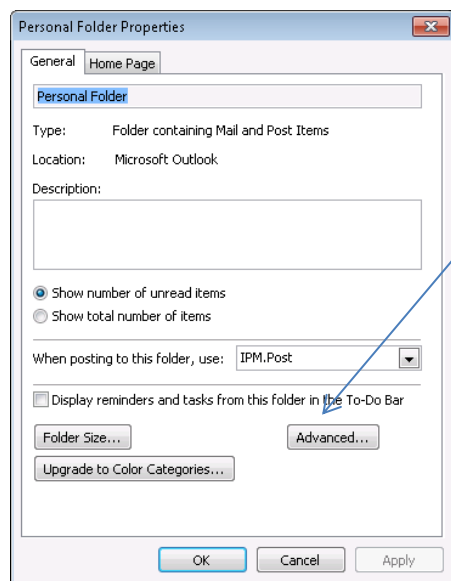 Personal Folder Properties
General Home Page
Personal Folder
Type: Folder containing Mail and Post Items
Location: Microsoft Outlook
Description:
Show number of unread items
Show total number of items
When posting to this folder, use: IPM.Post
Display reminders and tasks from this folder in the To-Do Bar
Folder Size... Advanced...
Upgrade to Color Categories...
OK Cancel Apply